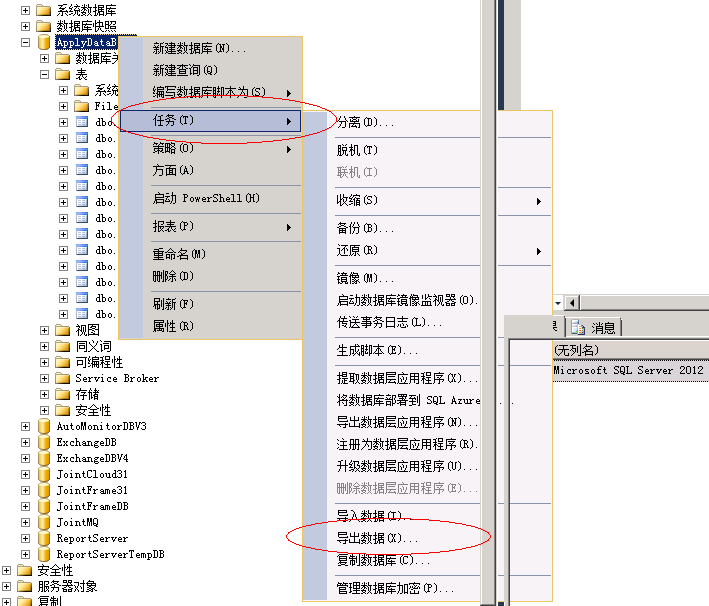 系统数据库
数据库快照
ApplyDataB
数据库关
表
系统
File
dbo.
dbo.
dbo.
dbo.
dbo.
dbo.
dbo.
dbo.
dbo.
dbo.
dbo.
dbo.
dbo.
视图
同义词
可编程性
Service Broker
存储
安全性
AutoMonitorDBV3
ExchangeDB
ExchangeDBV4
JointCloud31
JointFrame31
JointFrameDB
JointMQ
ReportServer
ReportServerTempDB
安全性
服务器对象
复制
新建数据库(N)...
新建查询(Q)
编写数据库脚本为(S)
任务(T)
策略(O)
方面(A)
启动 PowerShell(H)
报表(P)
重命名(M)
删除(D)
刷新(F)
属性(R)
分离(D)...
脱机(T)
联机(I)
收缩(S)
备份(B)...
还原(R)
镜像(M)...
启动数据库镜像监视器(O).
传送事务日志(L)...
生成脚本(E)...
提取数据层应用程序(X)...
将数据库部署到 SQL Azure
导出数据层应用程序(N)...
注册为数据层应用程序(R).
升级数据层应用程序(U)...
删除数据层应用程序(E)...
导入数据(I)...
导出数据(X)...
复制数据库(C)...
管理数据库加密(P)...
消息
(无列名)
Microsoft SQL Server 2012